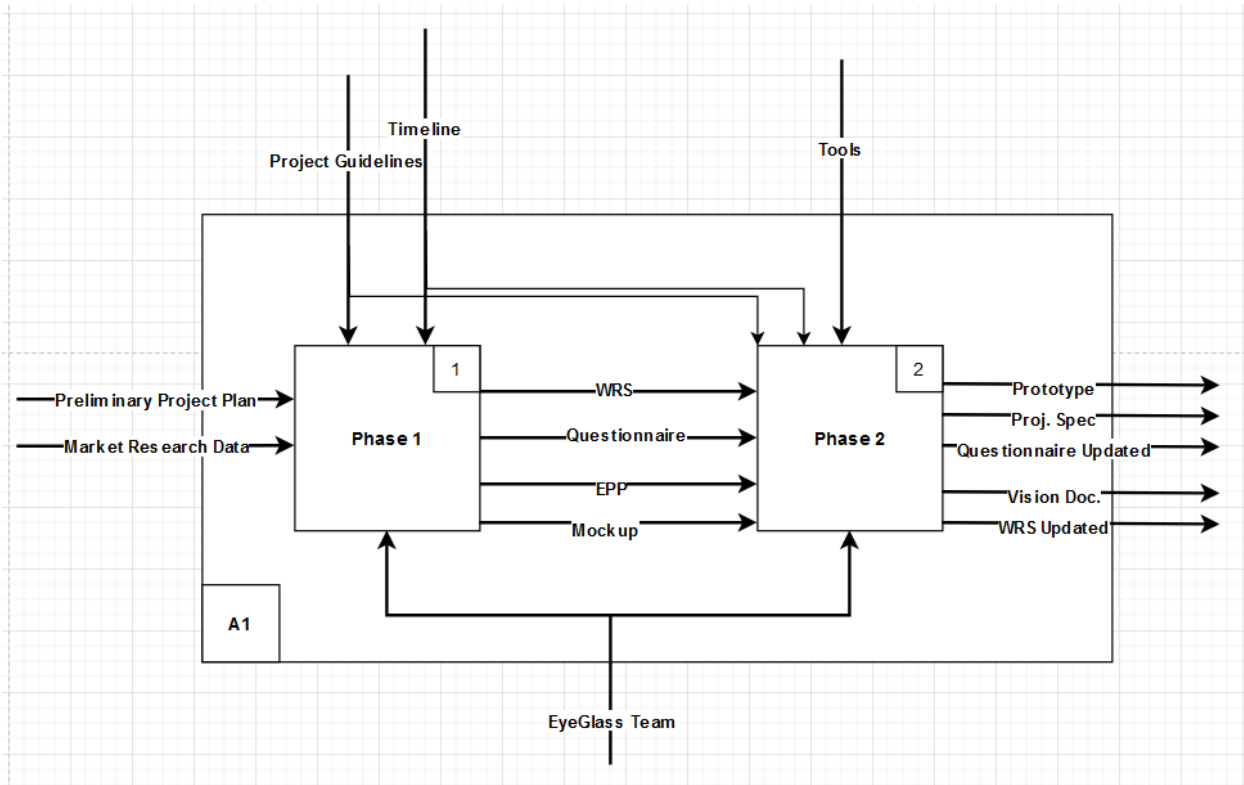 Timeline
Project Guidelines
Tools
1
2
Preliminary Project Plan
Market Research Data
Phase 1
WRS
Questionnaire
EPP
Mockup
Phase 2
Prototype
Proj. Spec
Questionnaire Updated
Vision Doc.
WRS Updated
A1
EyeGlass Team